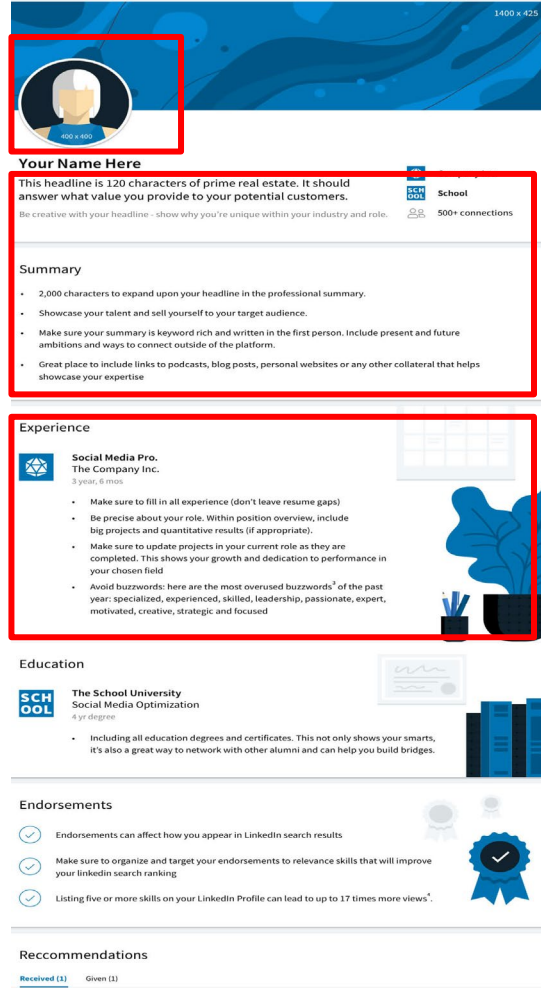 1400 x 425
400 x 400
Your Name Here
This headline is 120 characters of prime real estate. It should
answer what value you provide to your potential customers.
Be creative with your headline - show why you're unique within your industry and role.
SCH
OOL
School
500+ connections
Summary
• 2,000 characters to expand upon your headline in the professional summary.
• Showcase your talent and sell yourself to your target audience.
• Make sure your summary is keyword rich and written in the first person. Include present and future
ambitions and ways to connect outside of the platform.
• Great place to include links to podcasts, blog posts, personal websites or any other collateral that helps
showcase your expertise
Experience
Social Media Pro.
The Company Inc.
3 year, 6 mos
• Make sure to fill in all experience (don't leave resume gaps)
• Be precise about your role. Within position overview, include
big projects and quantitative results (if appropriate).
• Make sure to update projects in your current role as they are
completed. This shows your growth and dedication to performance in
your chosen field
• Avoid buzzwords: here are the most overused buzzwords³ of the past
year: specialized, experienced, skilled, leadership, passionate, expert,
motivated, creative, strategic and focused
Education
SCH
OOL
The School University
Social Media Optimization
4 yr degree
• Including all education degrees and certificates. This not only shows your smarts,
it's also a great way to network with other alumni and can help you build bridges.
Endorsements
Endorsements can affect how you appear in LinkedIn search results
Make sure to organize and target your endorsements to relevance skills that will improve
your linkedin search ranking
Listing five or more skills on your LinkedIn Profile can lead to up to 17 times more views⁴.
Reccommendations
Received (1) Given (1)